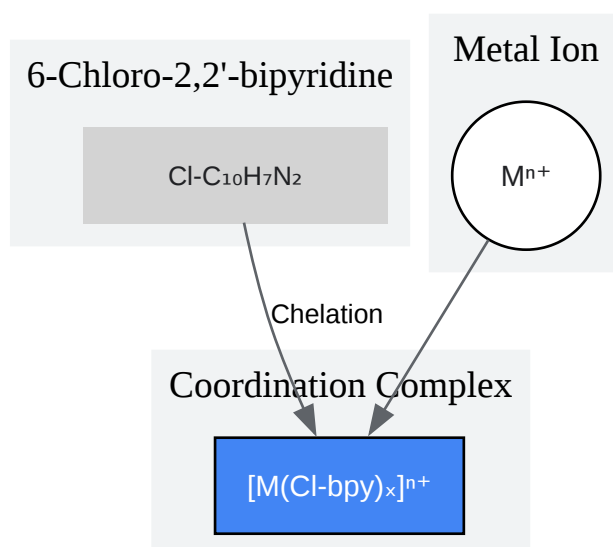 6-Chloro-2,2'-bipyridine
Metal Ion
Cl-C₁₀H₇N₂
Mⁿ⁺
Chelation
Coordination Complex
[M(Cl-bpy)ₓ]ⁿ⁺